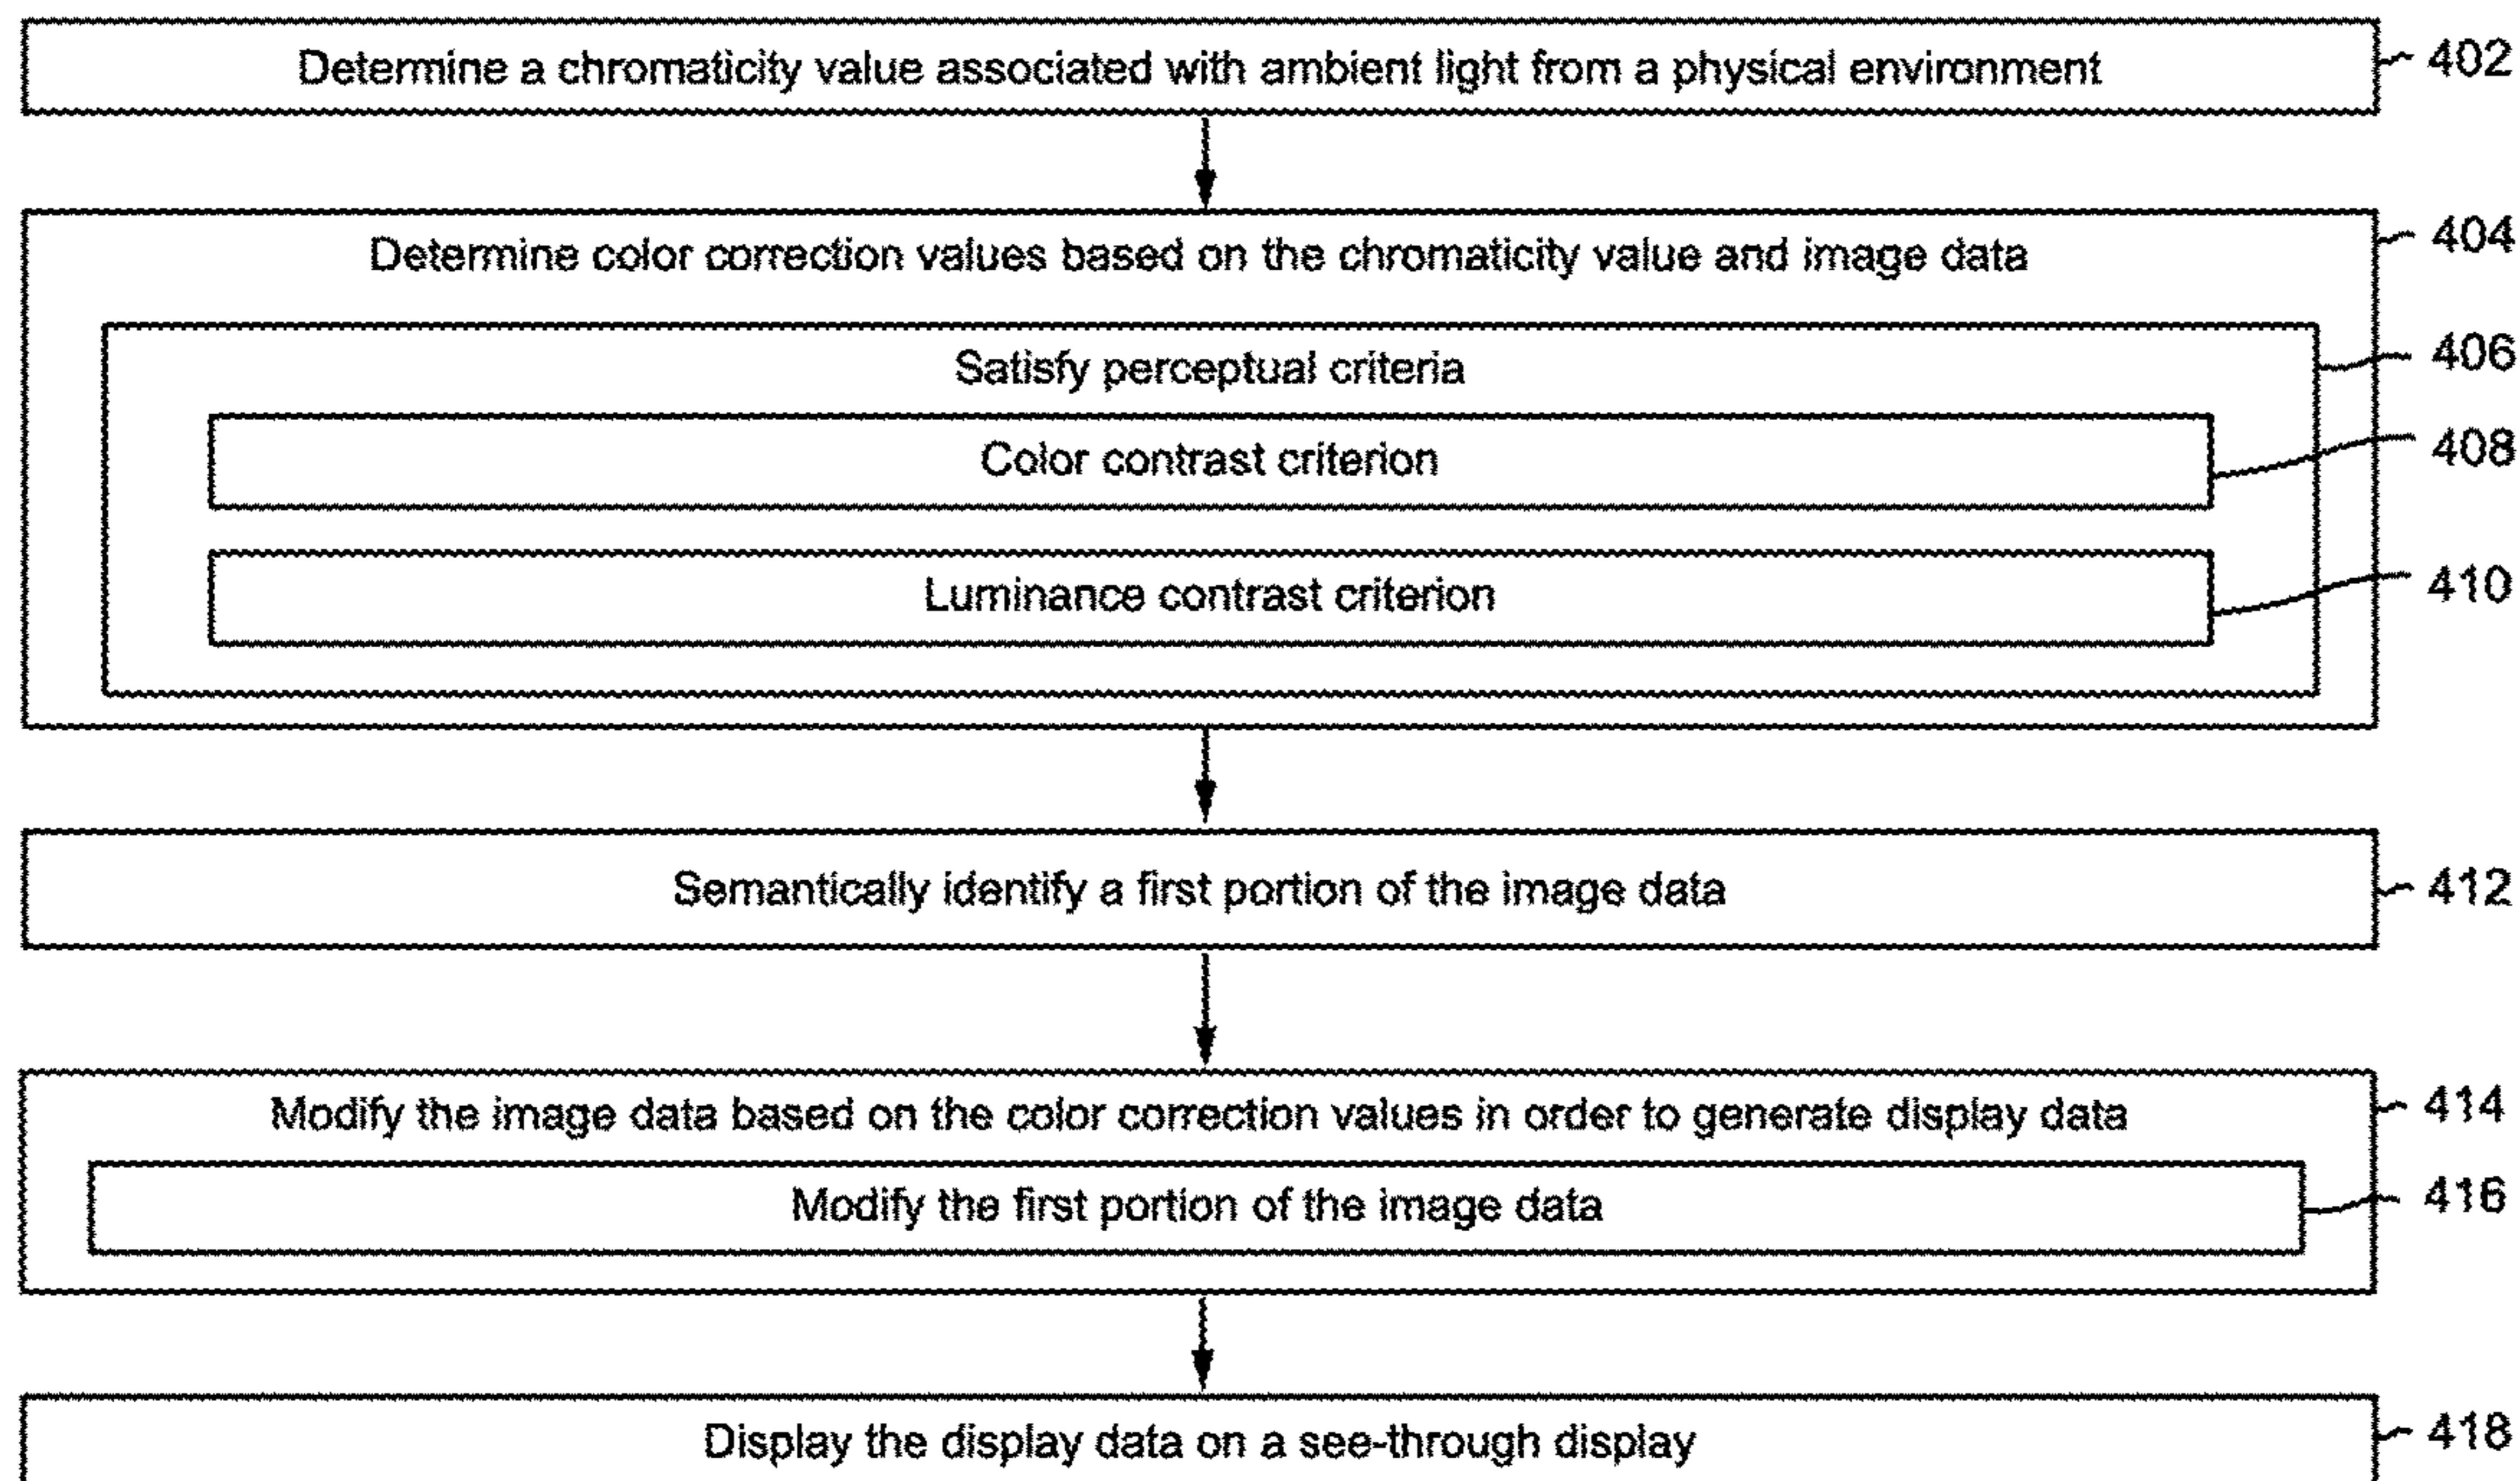 Determine a chromaticity value associated with ambient light from a physical environment 402
Determine color correction values based on the chromaticity value and image data 404
Satisfy perceptual criteria 406
Color contrast criterion 408
Luminance contrast criterion 410
Semantically identify a first portion of the image data 412
Modify the image data based on the color correction values in order to generate display data 414
Modify the first portion of the image data 416
Display the display data on a see-through display 418